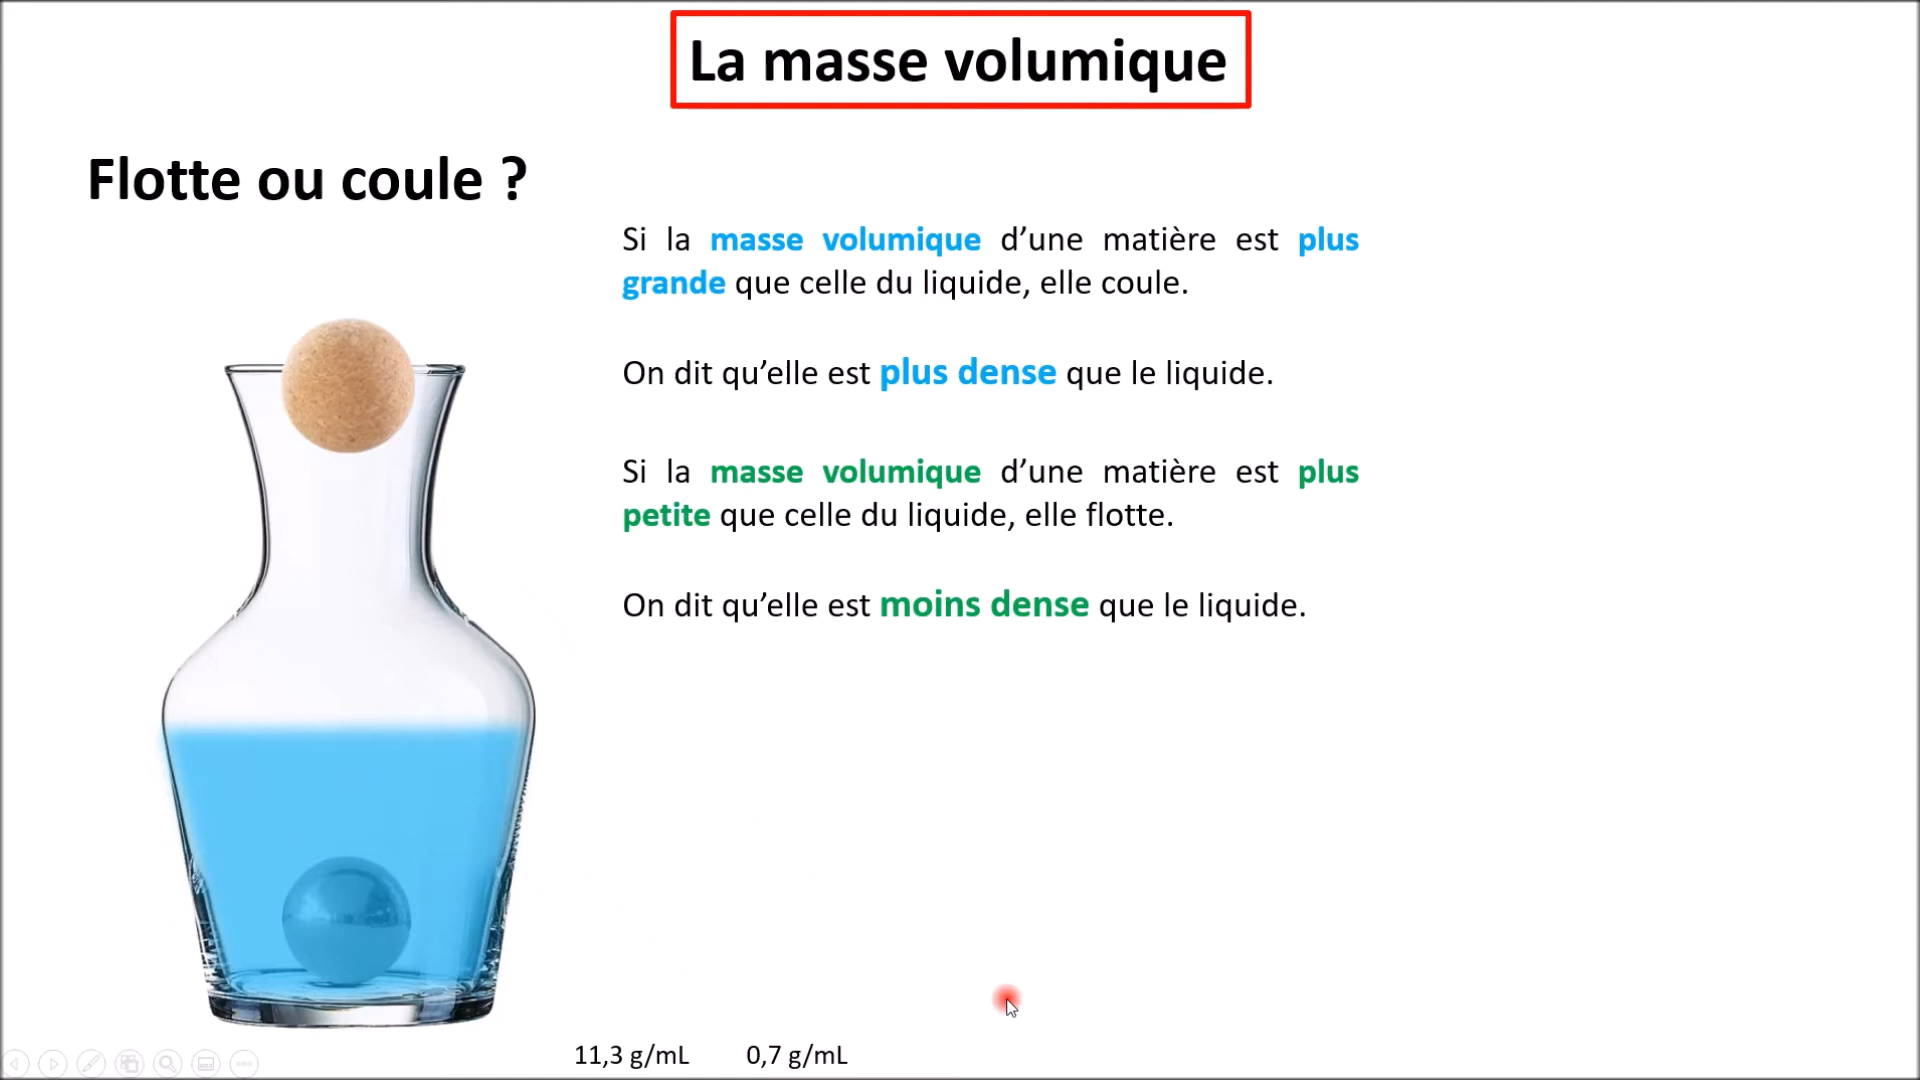 La masse volumique
Flotte ou coule ?
Si la masse volumique d’une matière est plus
grande que celle du liquide, elle coule.
On dit qu’elle est plus dense que le liquide.
Si la masse volumique d’une matière est plus
petite que celle du liquide, elle flotte.
On dit qu’elle est moins dense que le liquide.
11,3 g/mL 0,7 g/mL